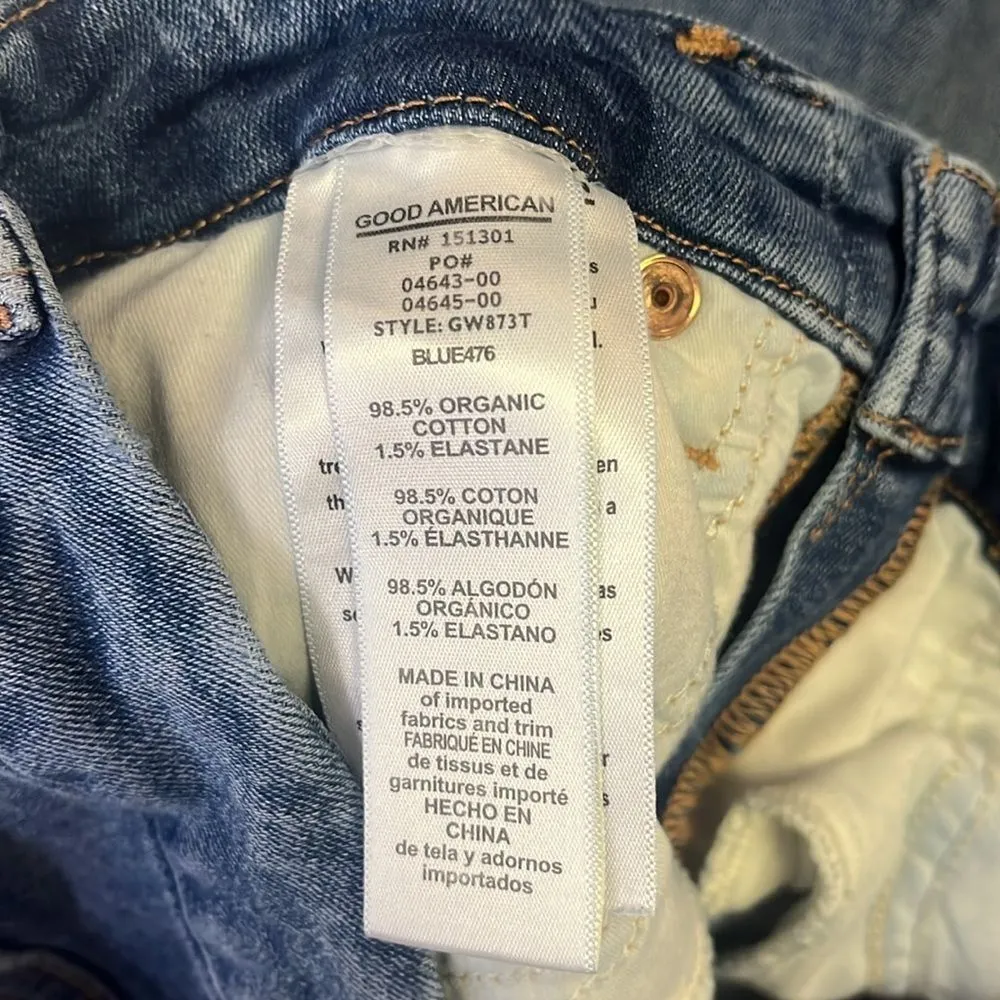 GOOD AMERICAN
RN# 151301
PO#
04643-00
04645-00
STYLE: GW873T
BLUE476
98.5% ORGANIC
COTTON
1.5% ELASTANE
98.5% COTON
ORGANIQUE
1.5% ÉLASTHANNE
98.5% ALGODÓN
ORGÁNICO
1.5% ELASTANO
MADE IN CHINA
of imported
fabrics and trim
FABRIQUÉ EN CHINE
de tissus et de
garnitures importé
HECHO EN
CHINA
de tela y adornos
importados